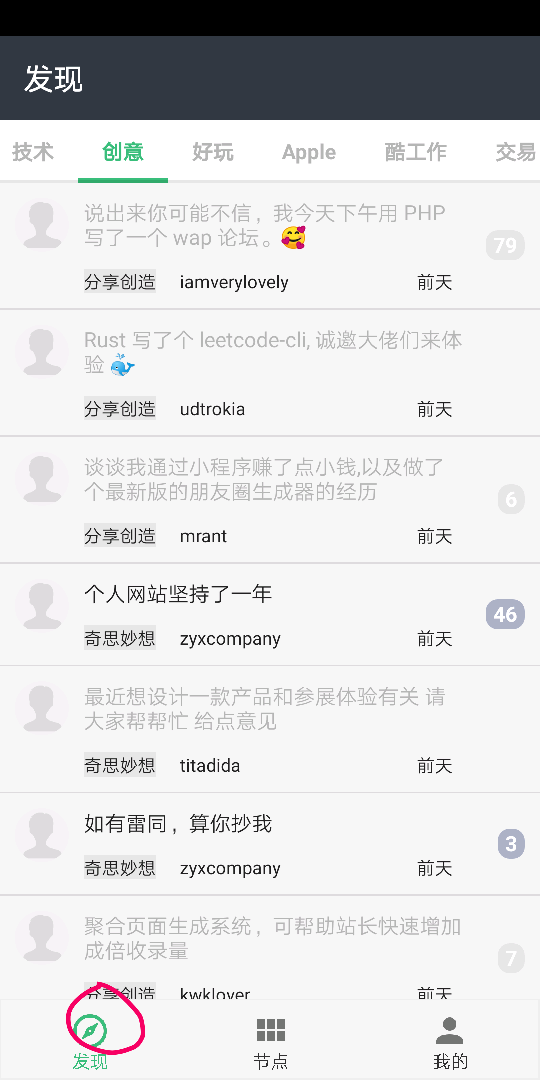 发现
技术 创意 好玩 Apple 酷工作 交易
说出来你可能不信，我今天下午用 PHP
写了一个 wap 论坛。🥰
79
分享创造 iamverylovely 前天
Rust 写了个 leetcode-cli, 诚邀大佬们来体
验 🐳
分享创造 udtrokia 前天
谈谈我通过小程序赚了点小钱,以及做了
个最新版的朋友圈生成器的经历
6
分享创造 mrant 前天
个人网站坚持了一年
46
奇思妙想 zyxcompany 前天
最近想设计一款产品和参展体验有关 请
大家帮帮忙 给点意见
奇思妙想 titadida 前天
如有雷同，算你抄我
3
奇思妙想 zyxcompany 前天
聚合页面生成系统，可帮助站长快速增加
成倍收录量
7
分享创造 kwklover 前天
发现 节点 我的